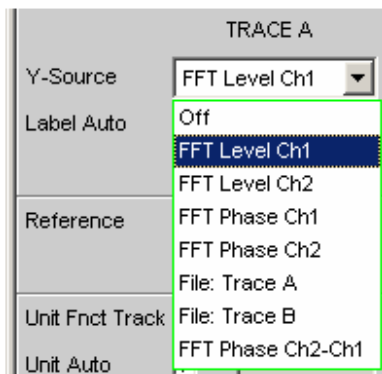 TRACE A
Y-Source FFT Level Ch1
Label Auto Off
FFT Level Ch1
FFT Level Ch2
Reference FFT Phase Ch1
FFT Phase Ch2
File: Trace A
Unit Fnct Track File: Trace B
Unit Auto FFT Phase Ch2-Ch1